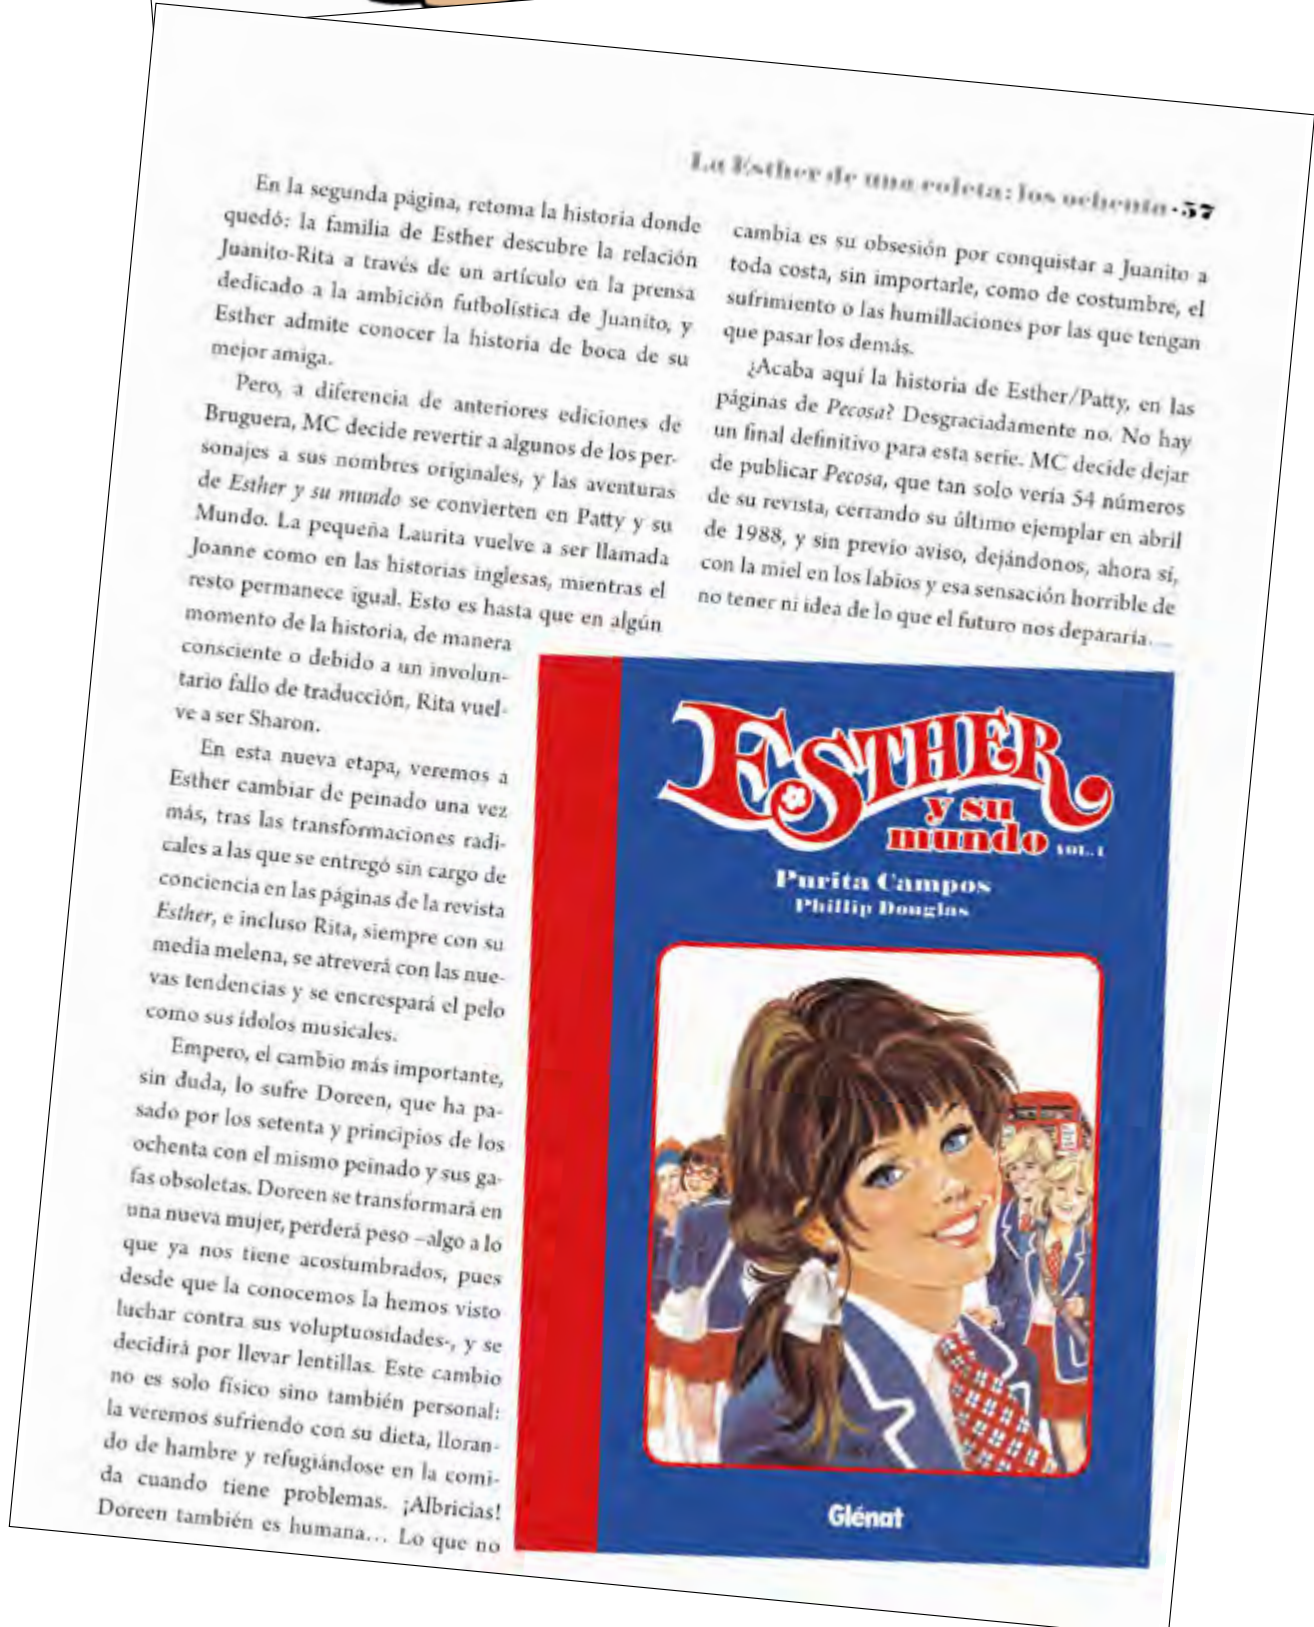 La Esther de una coleta: los ochenta · 57
En la segunda página, retoma la historia donde
quedó: la familia de Esther descubre la relación
Juanito-Rita a través de un artículo en la prensa
dedicado a la ambición futbolística de Juanito, y
Esther admite conocer la historia de boca de su
mejor amiga.
Pero, a diferencia de anteriores ediciones de
Bruguera, MC decide revertir a algunos de los per-
sonajes a sus nombres originales, y las aventuras
de Esther y su mundo se convierten en Patty y su
Mundo. La pequeña Laurita vuelve a ser llamada
Joanne como en las historias inglesas, mientras el
resto permanece igual. Esto es hasta que en algún
momento de la historia, de manera
consciente o debido a un involun-
tario fallo de traducción, Rita vuel-
ve a ser Sharon.
En esta nueva etapa, veremos a
Esther cambiar de peinado una vez
más, tras las transformaciones radi-
cales a las que se entregó sin cargo de
conciencia en las páginas de la revista
Esther, e incluso Rita, siempre con su
media melena, se atreverá con las nue-
vas tendencias y se encrespará el pelo
como sus ídolos musicales.
Empero, el cambio más importante,
sin duda, lo sufre Doreen, que ha pa-
sado por los setenta y principios de los
ochenta con el mismo peinado y sus ga-
fas obsoletas. Doreen se transformará en
una nueva mujer, perderá peso –algo a lo
que ya nos tiene acostumbrados, pues
desde que la conocemos la hemos visto
luchar contra sus voluptuosidades-, y se
decidirá por llevar lentillas. Este cambio
no es solo físico sino también personal:
la veremos sufriendo con su dieta, lloran-
do de hambre y refugiándose en la comi-
da cuando tiene problemas. ¡Albricias!
Doreen también es humana… Lo que no
cambia es su obsesión por conquistar a Juanito a
toda costa, sin importarle, como de costumbre, el
sufrimiento o las humillaciones por las que tengan
que pasar los demás.
¿Acaba aquí la historia de Esther/Patty, en las
páginas de Pecosa? Desgraciadamente no. No hay
un final definitivo para esta serie. MC decide dejar
de publicar Pecosa, que tan solo vería 54 números
de su revista, cerrando su último ejemplar en abril
de 1988, y sin previo aviso, dejándonos, ahora sí,
con la miel en los labios y esa sensación horrible de
no tener ni idea de lo que el futuro nos depararía…
ESTHER
y su
mundo VOL. 1
Purita Campos
Phillip Douglas
Glénat